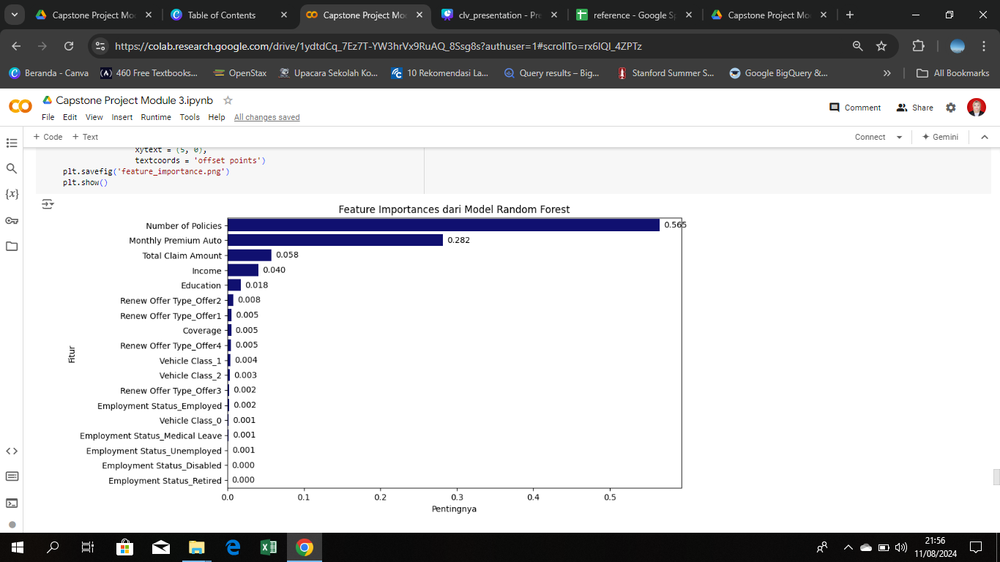 Capstone Project Mo
Table of Contents
Capstone Project Mo
clv_presentation - Pre
reference - Google Sp
Capstone Project Mo
https://colab.research.google.com/drive/1ydtdCq_7Ez7T-YW3hrVx9RuAQ_8Ssg8s?authuser=1#scrollTo=rx6lQI_4ZPTz
Beranda - Canva
460 Free Textbooks...
OpenStax
Upacara Sekolah Ko...
10 Rekomendasi La...
Query results – Big...
Stanford Summer S...
Google BigQuery &...
All Bookmarks
Capstone Project Module 3.ipynb
File Edit View Insert Runtime Tools Help All changes saved
Comment
Share
+ Code + Text
Connect
Gemini
xytext = (5, 0),
textcoords = 'offset points')
plt.savefig('feature_importance.png')
plt.show()
Feature Importances dari Model Random Forest
Number of Policies 0.565
Monthly Premium Auto 0.282
Total Claim Amount 0.058
Income 0.040
Education 0.018
Renew Offer Type_Offer2 0.008
Renew Offer Type_Offer1 0.005
Coverage 0.005
Renew Offer Type_Offer4 0.005
Vehicle Class_1 0.004
Vehicle Class_2 0.003
Renew Offer Type_Offer3 0.002
Employment Status_Employed 0.002
Vehicle Class_0 0.001
Employment Status_Medical Leave 0.001
Employment Status_Unemployed 0.001
Employment Status_Disabled 0.000
Employment Status_Retired 0.000
Fitur
0.0 0.1 0.2 0.3 0.4 0.5
Pentingnya
21:56
11/08/2024